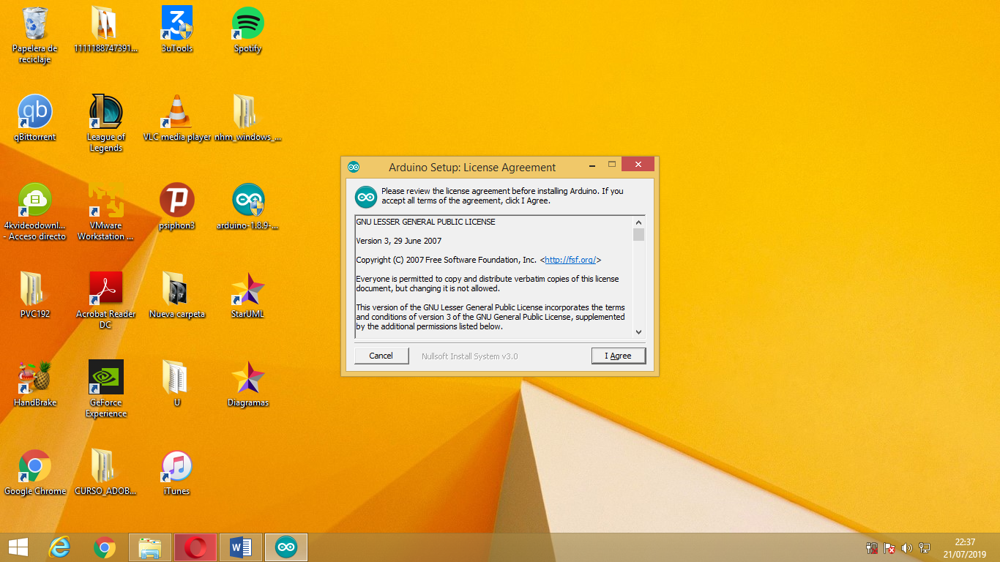 Papelera de
reciclaje
1111188747391...
3uTools
Spotify
qBittorrent
League of
Legends
VLC media player
nhm_windows_...
4kvideodownl...
- Acceso directo
VMware
Workstation ...
psiphon3
arduino-1.8.9-...
PVC192
Acrobat Reader
DC
Nueva carpeta
StarUML
HandBrake
GeForce
Experience
U
Diagramas
Google Chrome
CURSO_ADOB...
iTunes
Arduino Setup: License Agreement
Please review the license agreement before installing Arduino. If you
accept all terms of the agreement, click I Agree.
GNU LESSER GENERAL PUBLIC LICENSE
Version 3, 29 June 2007
Copyright (C) 2007 Free Software Foundation, Inc. <http://fsf.org/>
Everyone is permitted to copy and distribute verbatim copies of this license
document, but changing it is not allowed.
This version of the GNU Lesser General Public License incorporates the terms
and conditions of version 3 of the GNU General Public License, supplemented
by the additional permissions listed below.
Cancel
Nullsoft Install System v3.0
I Agree
22:37
21/07/2019